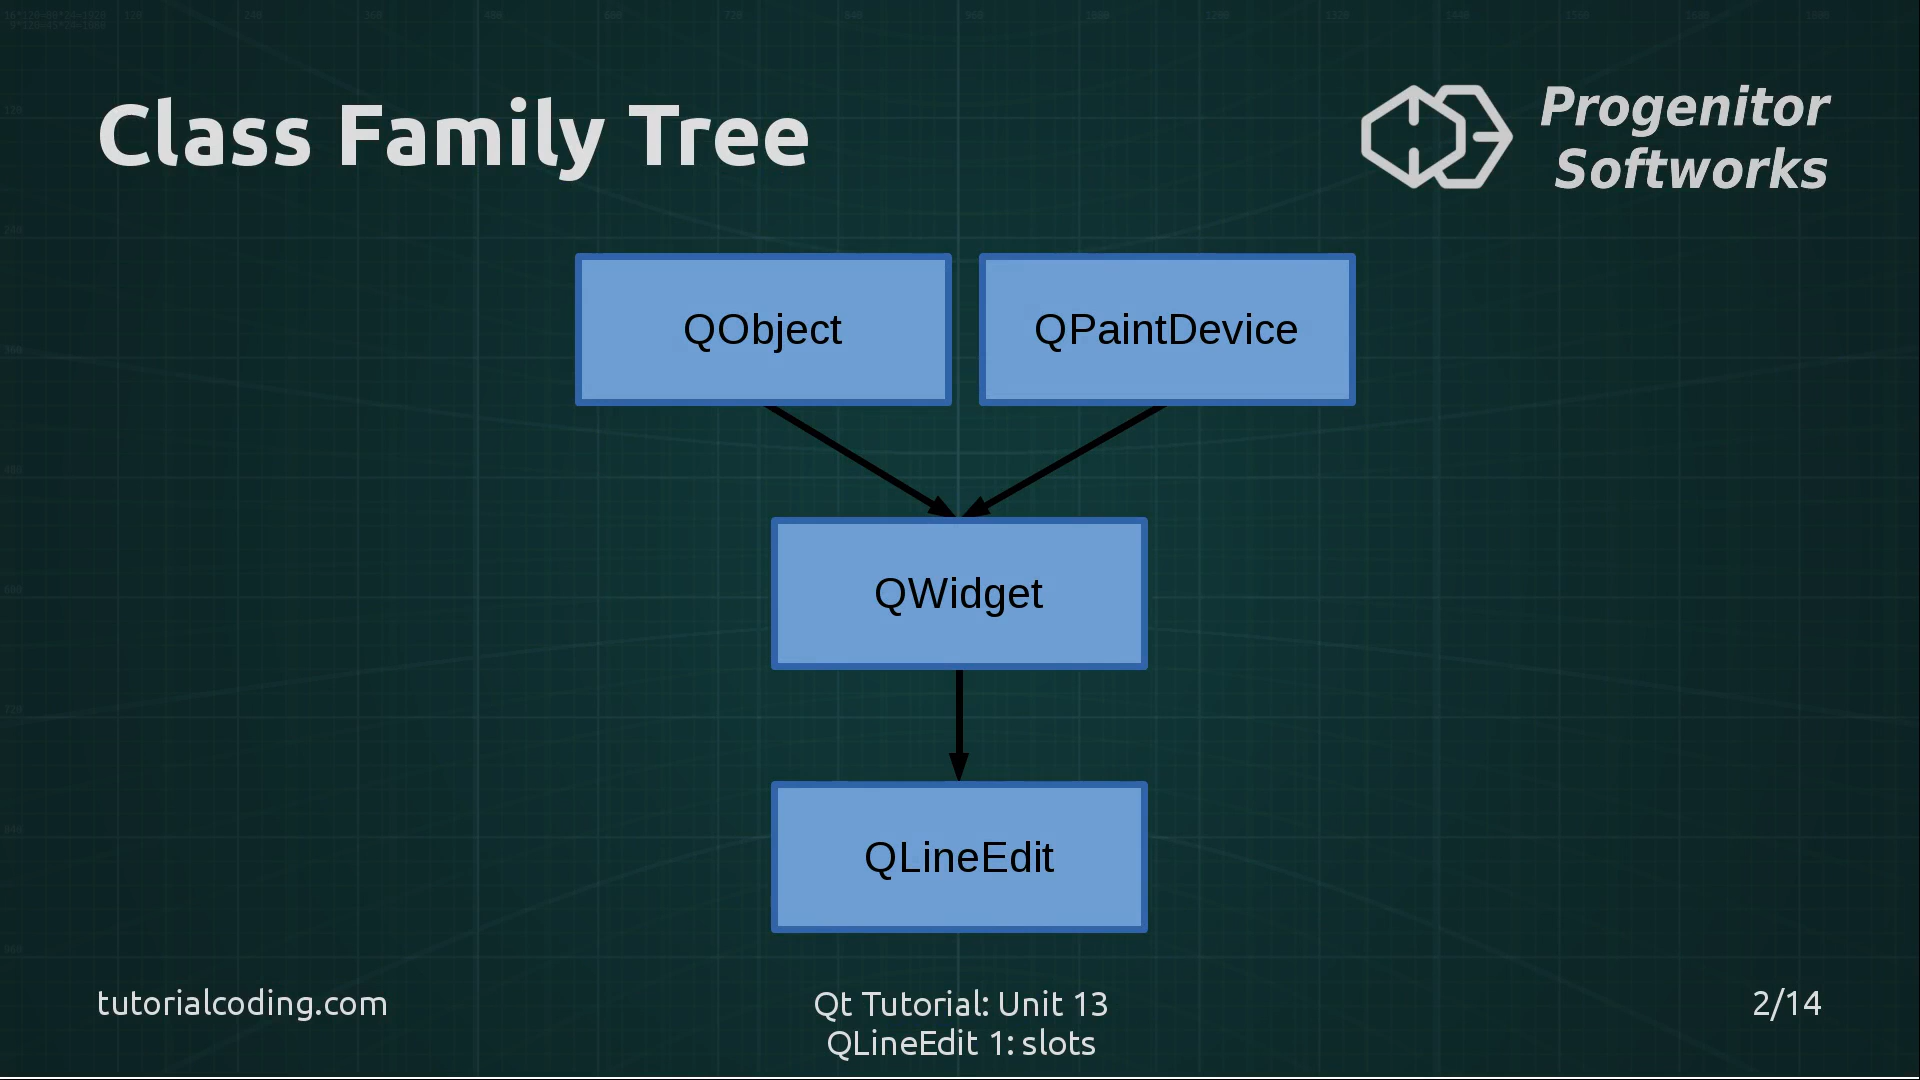 Class Family Tree
Progenitor
Softworks
QObject
QPaintDevice
QWidget
QLineEdit
tutorialcoding.com
Qt Tutorial: Unit 13
QLineEdit 1: slots
2/14